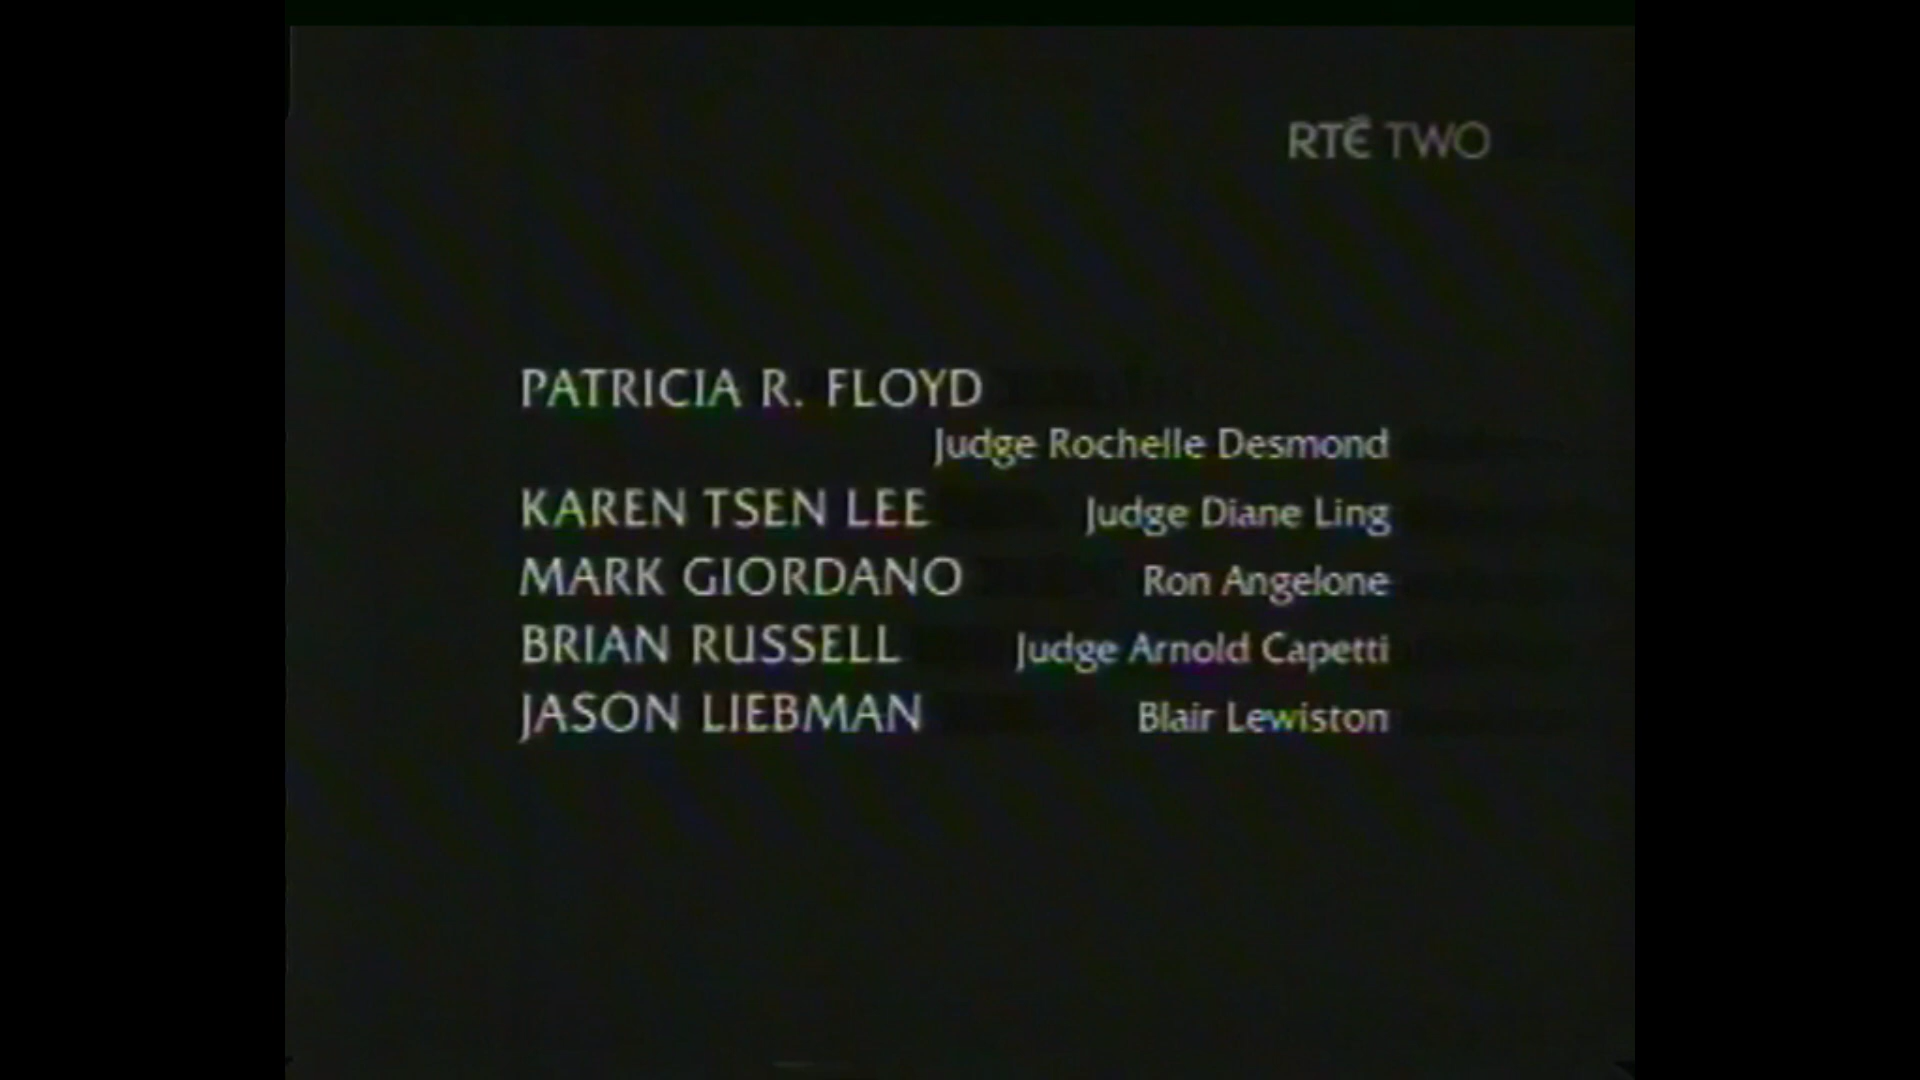 RTÉ TWO
PATRICIA R. FLOYD
Judge Rochelle Desmond
KAREN TSEN LEE Judge Diane Ling
MARK GIORDANO Ron Angelone
BRIAN RUSSELL Judge Arnold Capetti
JASON LIEBMAN Blair Lewiston